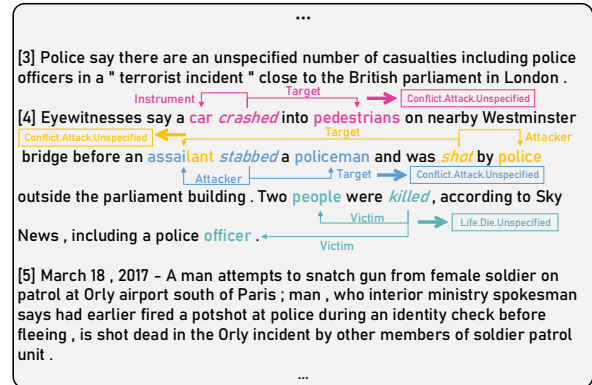 ...
[3] Police say there are an unspecified number of casualties including police
officers in a " terrorist incident " close to the British parliament in London .
Instrument Target Conflict.Attack.Unspecified
[4] Eyewitnesses say a car crashed into pedestrians on nearby Westminster
Conflict.Attack.Unspecified Target Attacker
bridge before an assailant stabbed a policeman and was shot by police
Attacker Target Conflict.Attack.Unspecified
outside the parliament building . Two people were killed , according to Sky
Victim Life.Die.Unspecified
News , including a police officer .
Victim
[5] March 18 , 2017 - A man attempts to snatch gun from female soldier on
patrol at Orly airport south of Paris ; man , who interior ministry spokesman
says had earlier fired a potshot at police during an identity check before
fleeing , is shot dead in the Orly incident by other members of soldier patrol
unit .
...